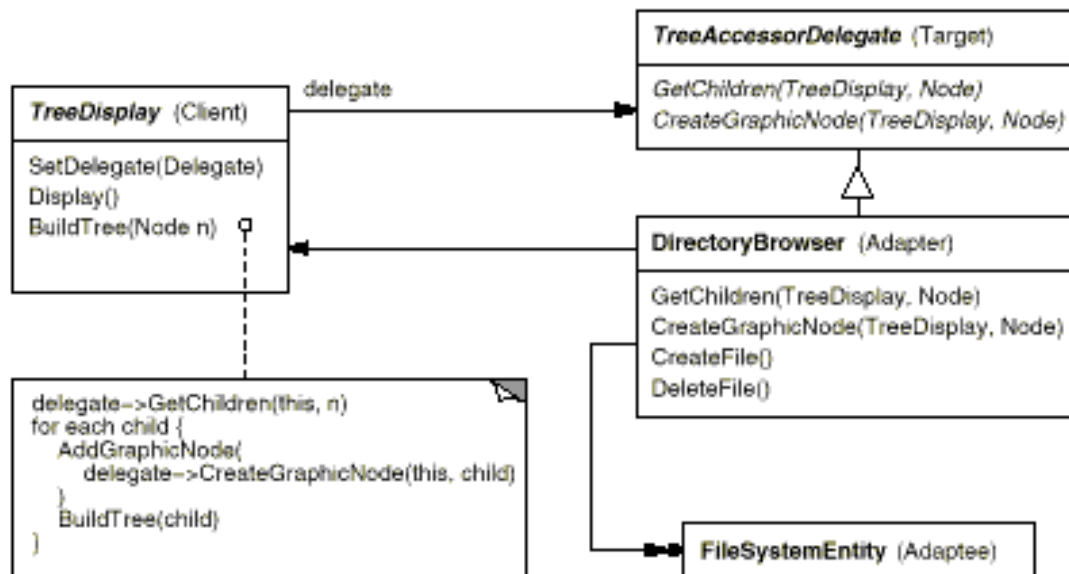 TreeAccessorDelegate (Target)
GetChildren(TreeDisplay, Node)
CreateGraphicNode(TreeDisplay, Node)
delegate
TreeDisplay (Client)
SetDelegate(Delegate)
Display()
BuildTree(Node n)
DirectoryBrowser (Adapter)
GetChildren(TreeDisplay, Node)
CreateGraphicNode(TreeDisplay, Node)
CreateFile()
DeleteFile()
delegate->GetChildren(this, n)
for each child {
AddGraphicNode(
delegate->CreateGraphicNode(this, child)
)
BuildTree(child)
}
FileSystemEntity (Adaptee)